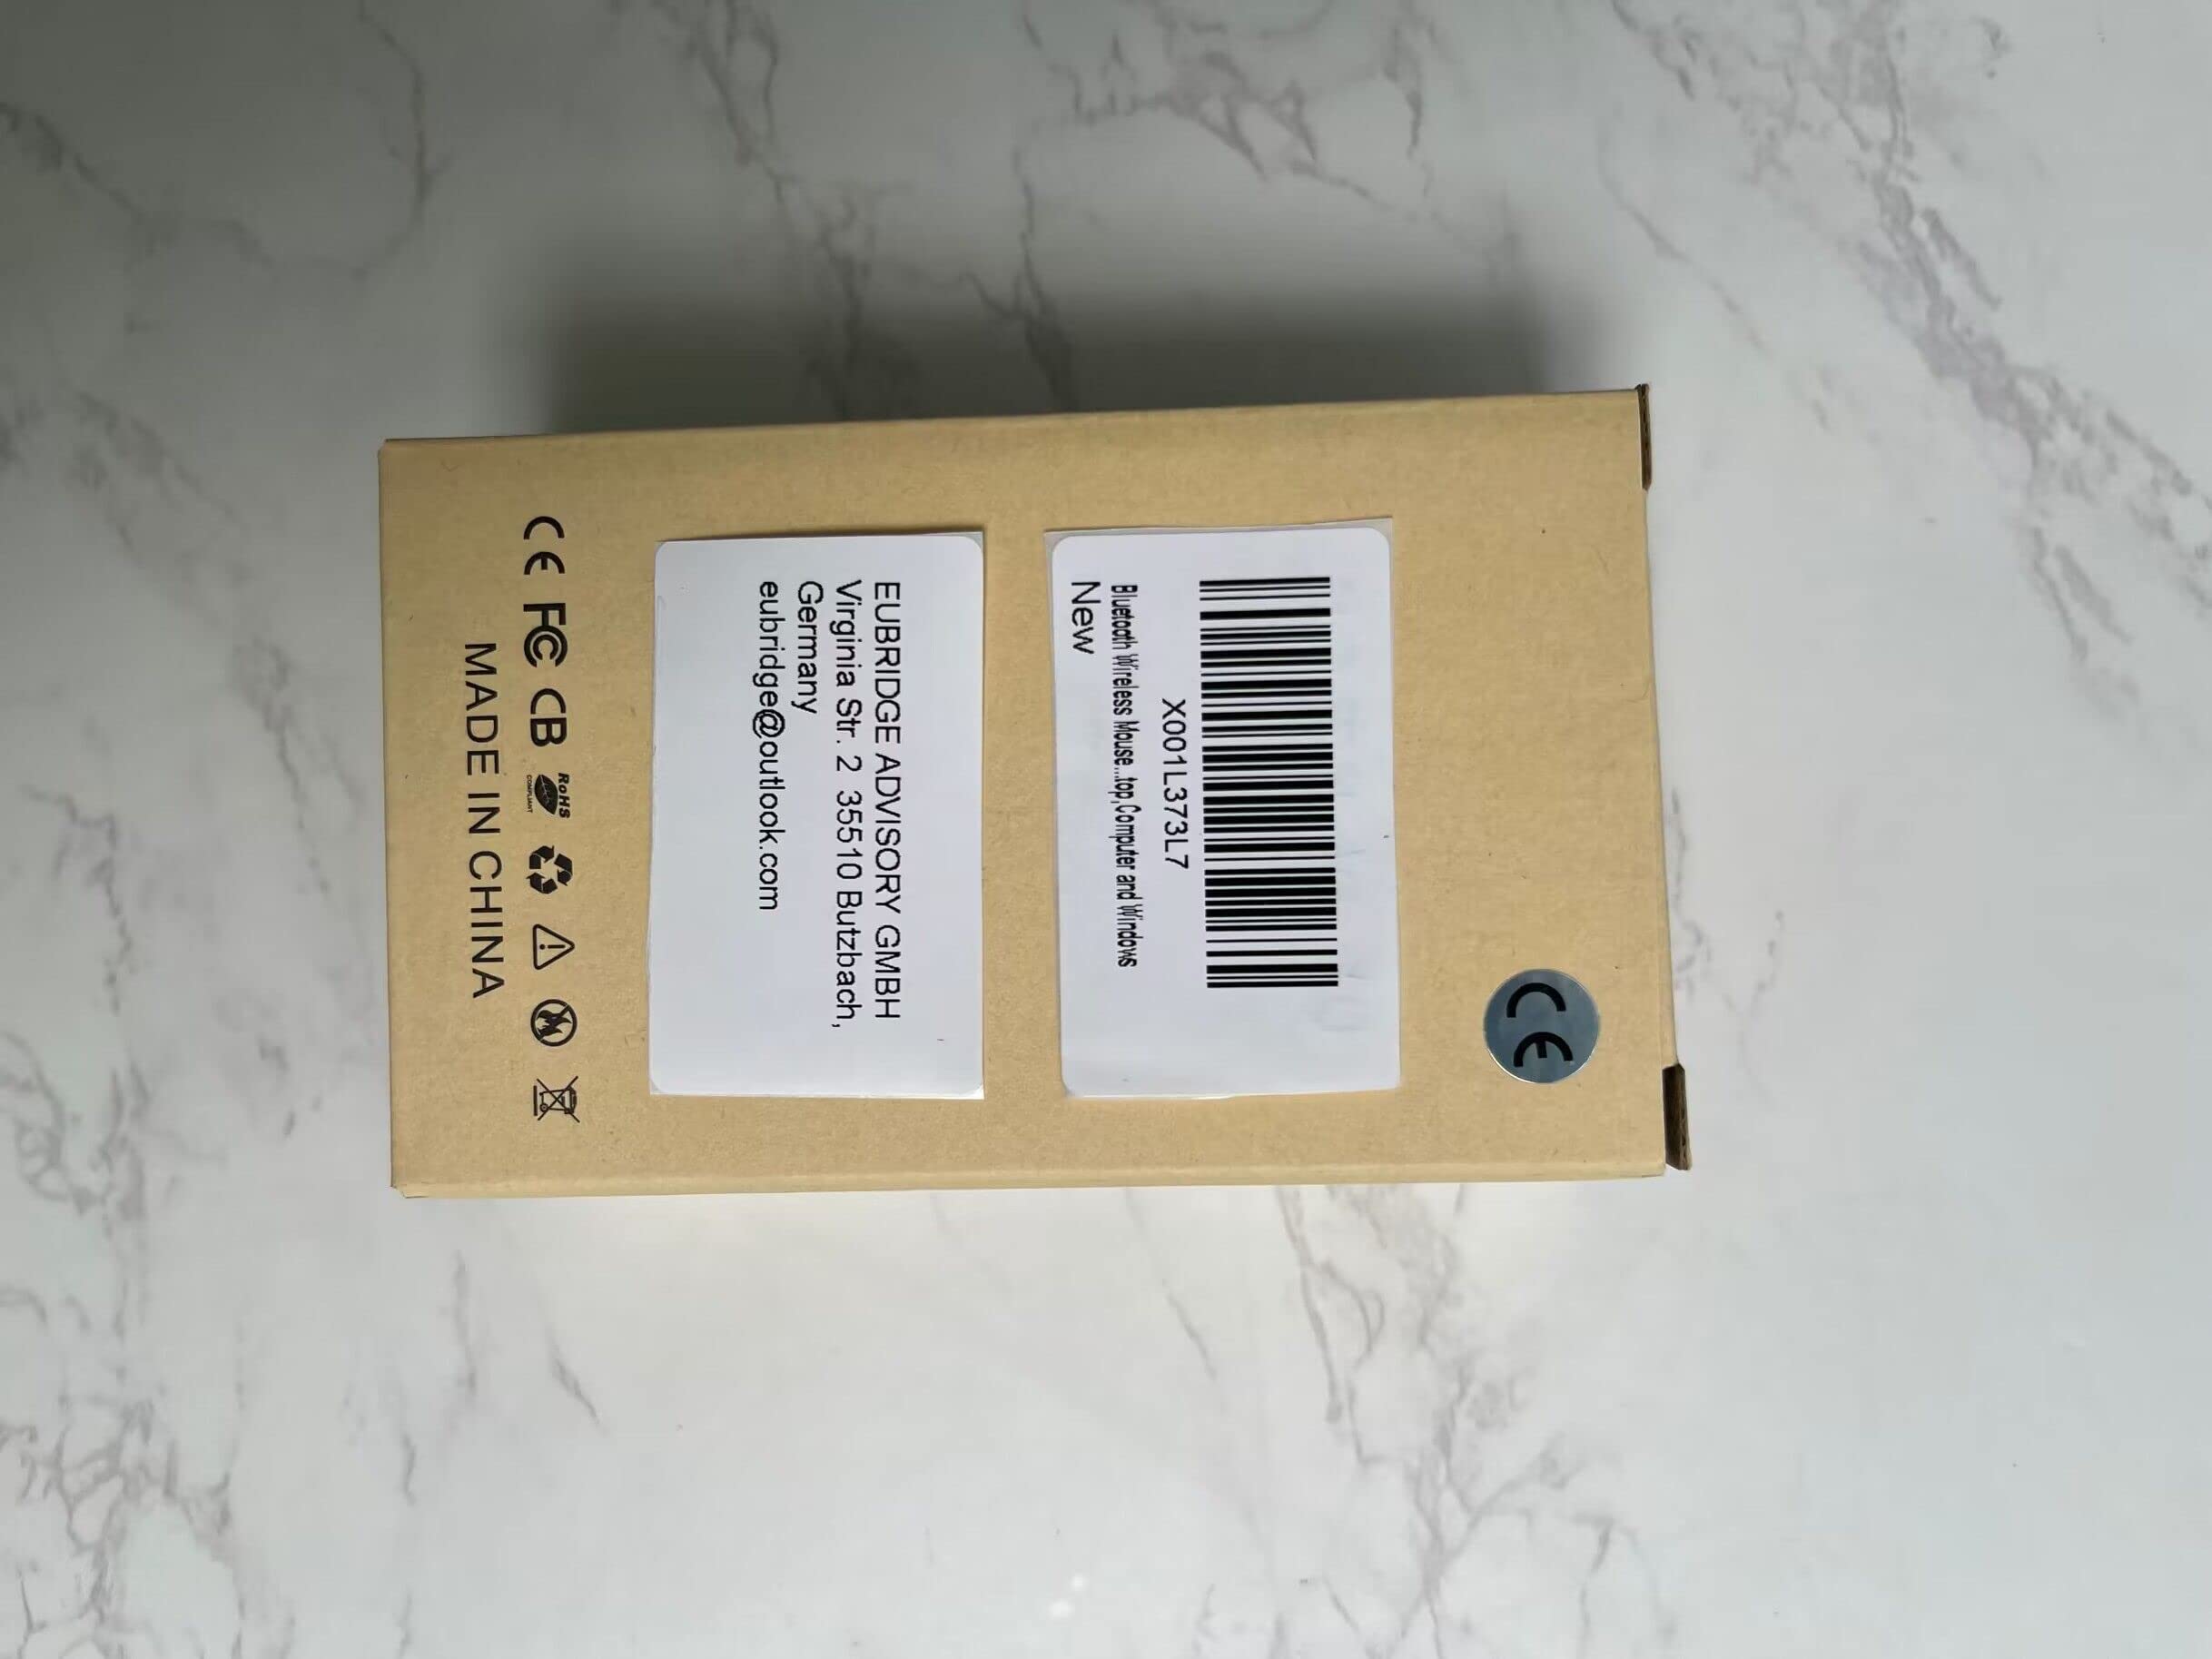 CE
X001L373L7
Bluetooth Wireless Mouse...top,Computer and Windows
New
EUBRIDGE ADVISORY GMBH
Virginia Str. 2 35510 Butzbach,
Germany
eubridge@outlook.com
CE FC CB RoHS COMPLIANT
MADE IN CHINA